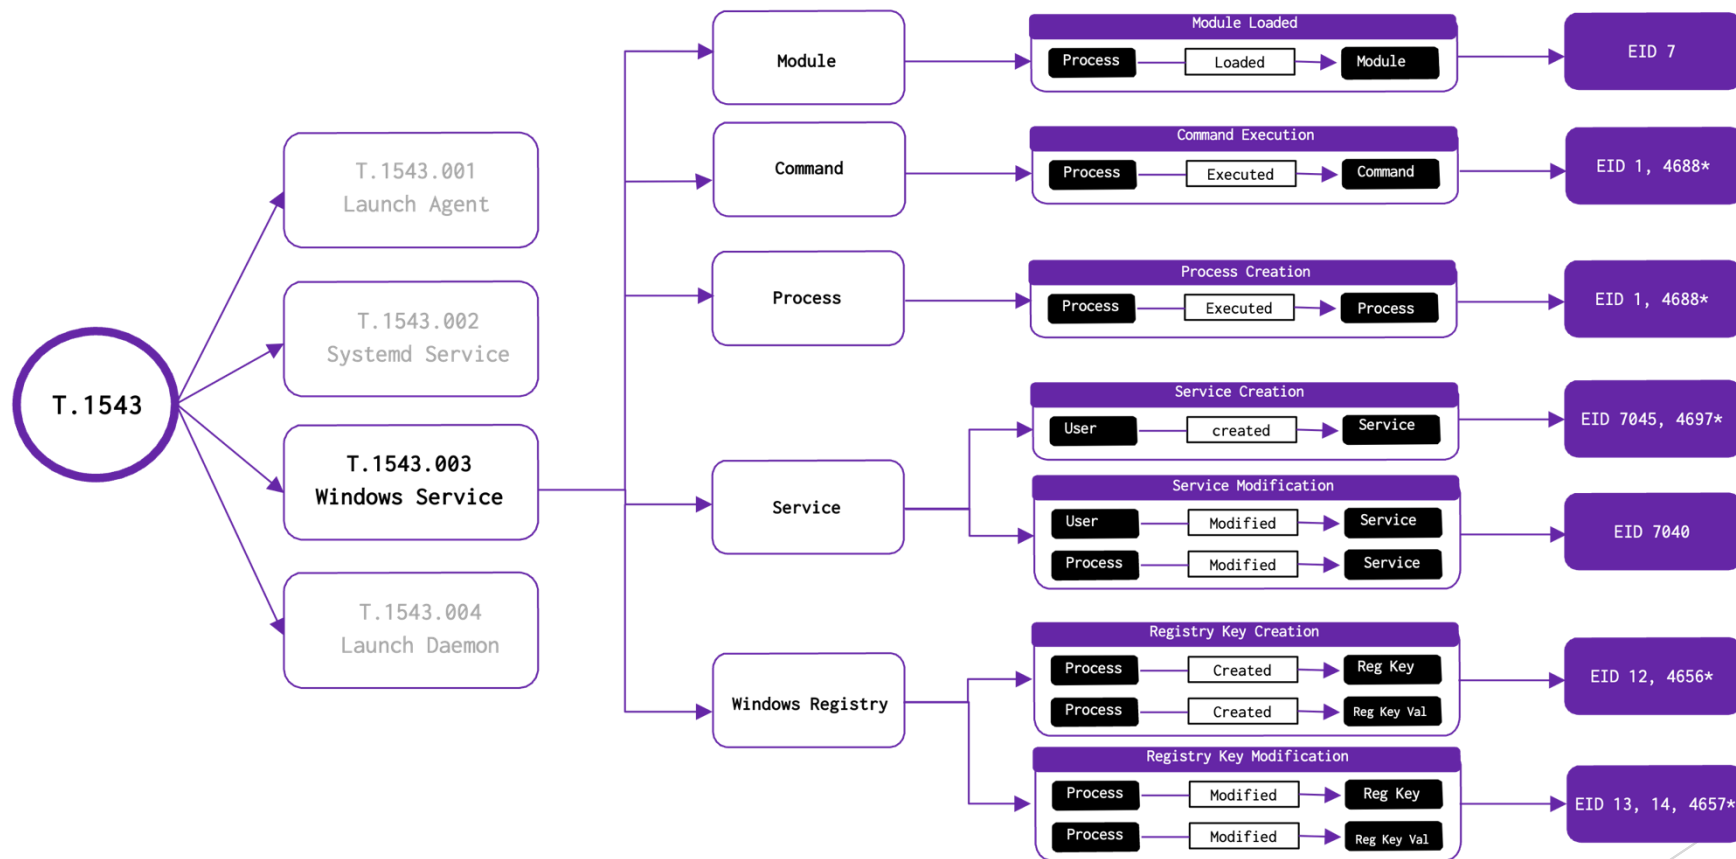 T.1543
T.1543.001
Launch Agent
T.1543.002
Systemd Service
T.1543.003
Windows Service
T.1543.004
Launch Daemon
Module
Command
Process
Service
Windows Registry
Module Loaded
Process Loaded Module
EID 7
Command Execution
Process Executed Command
EID 1, 4688*
Process Creation
Process Executed Process
EID 1, 4688*
Service Creation
User created Service
EID 7045, 4697*
Service Modification
User Modified Service
Process Modified Service
EID 7040
Registry Key Creation
Process Created Reg Key
Process Created Reg Key Val
EID 12, 4656*
Registry Key Modification
Process Modified Reg Key
Process Modified Reg Key Val
EID 13, 14, 4657*